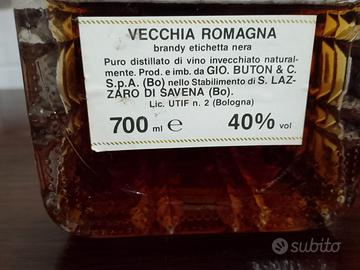 VECCHIA ROMAGNA
brandy etichetta nera
Puro distillato di vino invecchiato natural-
mente. Prod. e imb. da GIO. BUTON & C.
S.p.A. (Bo) nello Stabilimento di S. LAZ-
ZARO DI SAVENA (Bo).
Lic. UTIF n. 2 (Bologna)
700 ml ℮ 40% vol
subito